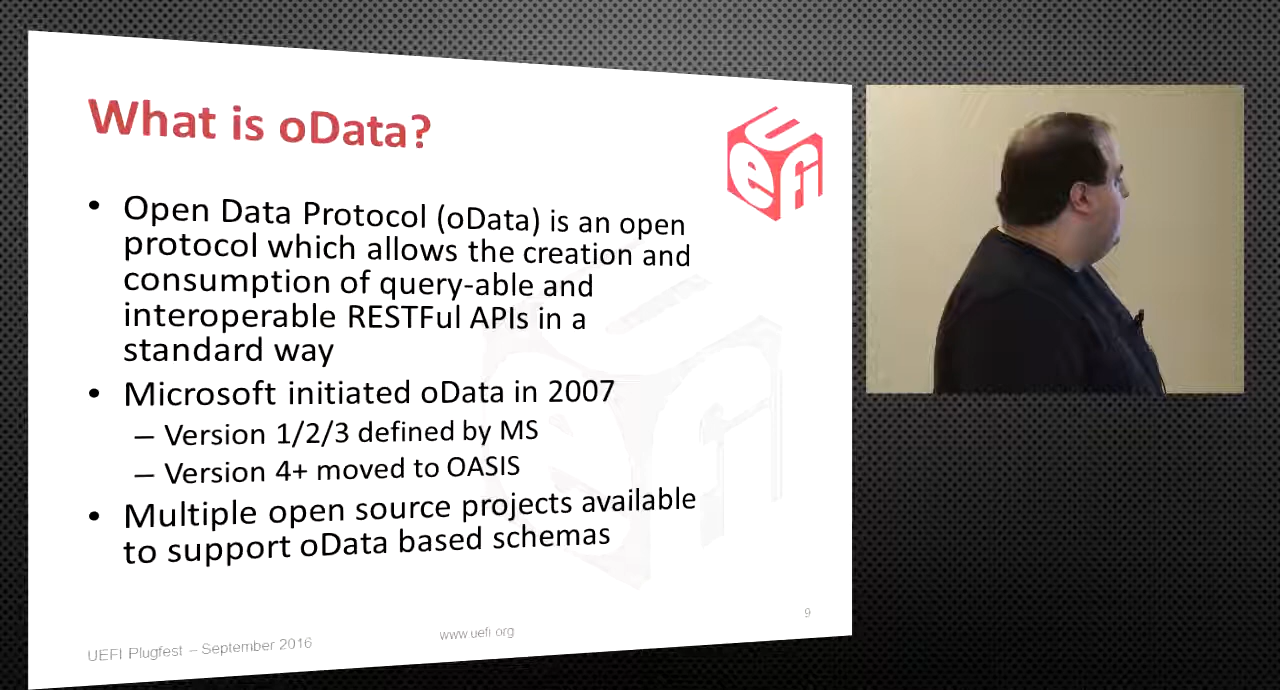 What is oData?
uefi
• Open Data Protocol (oData) is an open
protocol which allows the creation and
consumption of query-able and
interoperable RESTFul APIs in a
standard way
• Microsoft initiated oData in 2007
– Version 1/2/3 defined by MS
– Version 4+ moved to OASIS
• Multiple open source projects available
to support oData based schemas
9
UEFI Plugfest – September 2016
www.uefi.org